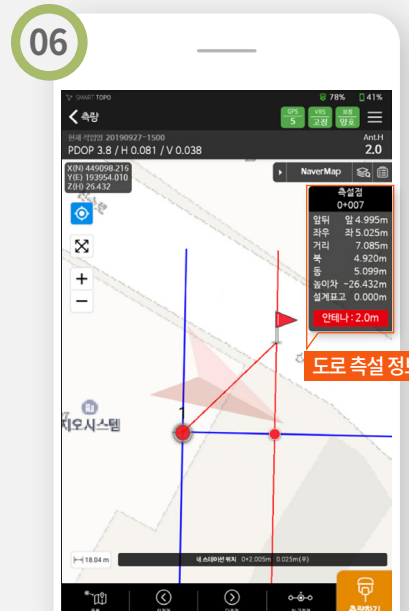 06
SMART TOPO
78%
41%
측량
GPS
5
VRS
고정
보정
양호
현재 작업명 20190927-1500
Ant.H
PDOP 3.8 / H 0.081 / V 0.038
2.0
X(N) 449098.216
Y(E) 193954.010
Z(H) 26.432
NaverMap
측설점
0+007
앞뒤 앞 4.995m
좌우 좌 5.025m
거리 7.085m
북 4.920m
동 5.099m
높이차 -26.432m
설계표고 0.000m
안테나 : 2.0m
도로 측설 정보
1
지오시스템
18.04 m
내 스테이션 위치 0+2.005m 0.025m(우)
측량하기